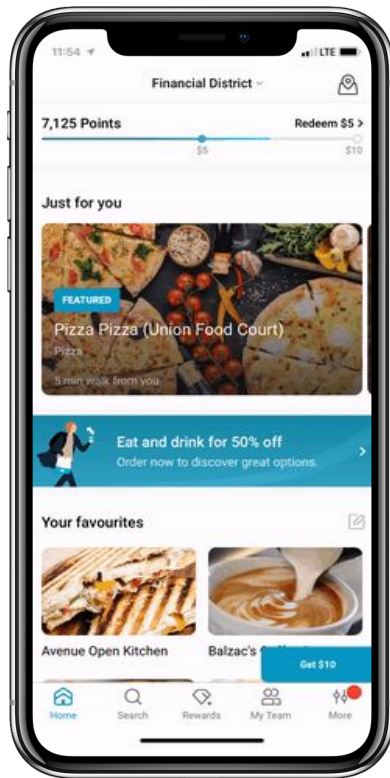 11:54
LTE
Financial District
7,125 Points
Redeem $5 >
$5
$10
Just for you
FEATURED
Pizza Pizza (Union Food Court)
Pizza
5 min walk from you
Eat and drink for 50% off
Order now to discover great options.
Your favourites
Avenue Open Kitchen
Balzac's
Get $10
Home
Search
Rewards
My Team
More